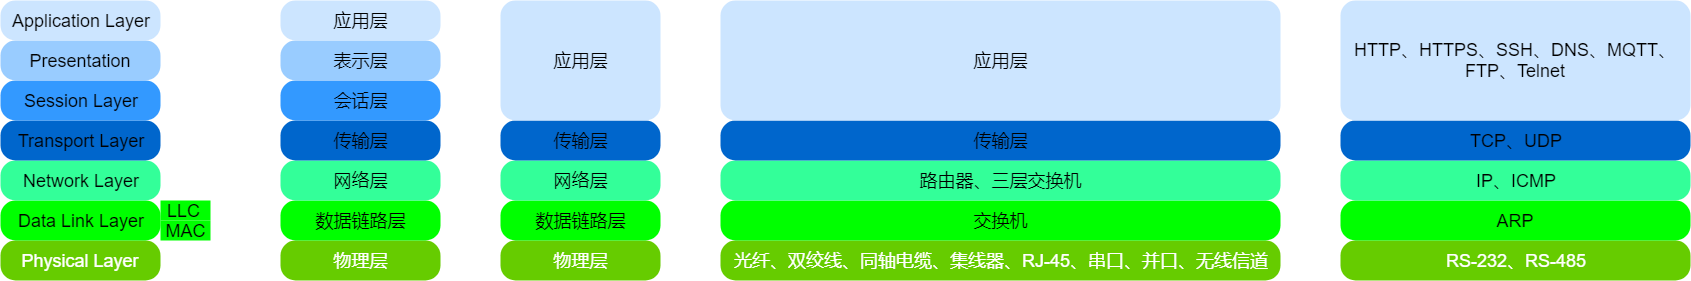 Application Layer
Presentation
Session Layer
Transport Layer
Network Layer
Data Link Layer
LLC
MAC
Physical Layer
应用层
表示层
会话层
传输层
网络层
数据链路层
物理层
应用层
传输层
网络层
数据链路层
物理层
应用层
传输层
路由器、三层交换机
交换机
光纤、双绞线、同轴电缆、集线器、RJ-45、串口、并口、无线信道
HTTP、HTTPS、SSH、DNS、MQTT、
FTP、Telnet
TCP、UDP
IP、ICMP
ARP
RS-232、RS-485